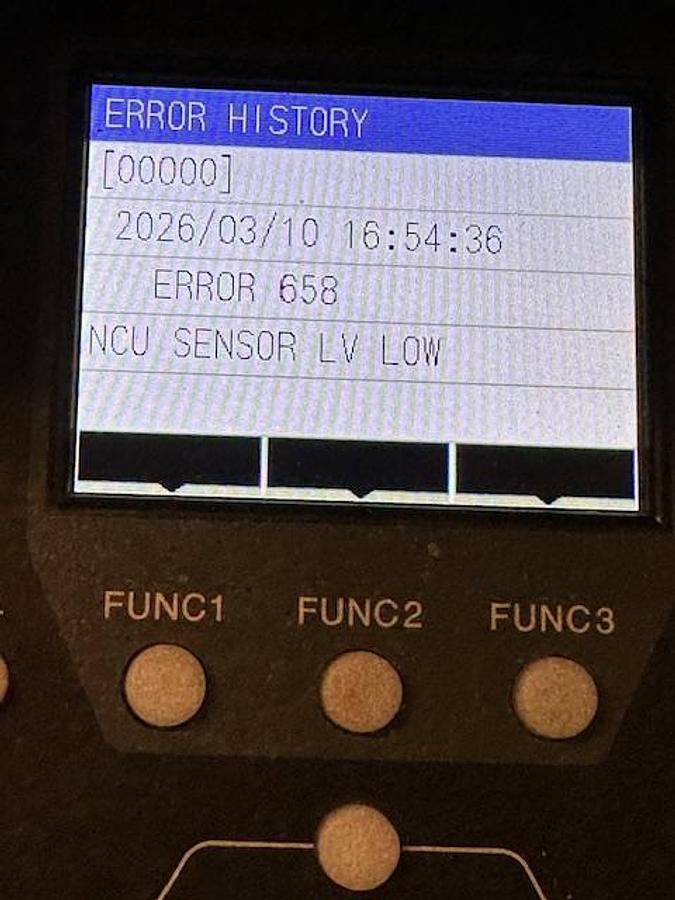 ERROR HISTORY
[00000]
2026/03/10 16:54:36
ERROR 658
NCU SENSOR LV LOW
FUNC1 FUNC2 FUNC3